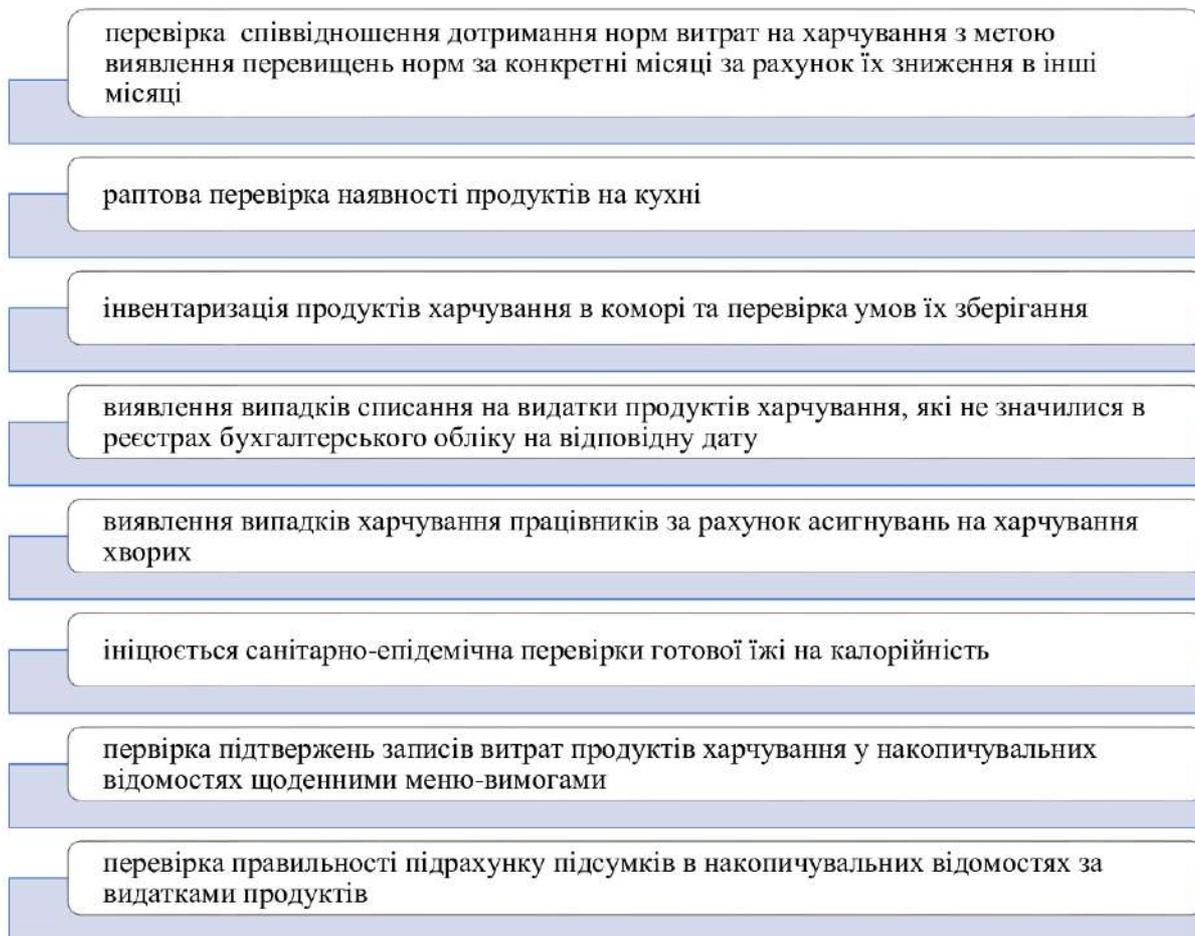 перевірка співвідношення дотримання норм витрат на харчування з метою
виявлення перевищень норм за конкретні місяці за рахунок їх зниження в інші
місяці
раптова перевірка наявності продуктів на кухні
інвентаризація продуктів харчування в коморі та перевірка умов їх зберігання
виявлення випадків списання на видатки продуктів харчування, які не значилися в
реєстрах бухгалтерського обліку на відповідну дату
виявлення випадків харчування працівників за рахунок асигнувань на харчування
хворих
ініцюється санітарно-епідемічна перевірки готової їжі на калорійність
первірка підтвержень записів витрат продуктів харчування у накопичувальних
відомостях щоденними меню-вимогами
перевірка правильності підрахунку підсумків в накопичувальних відомостях за
видатками продуктів